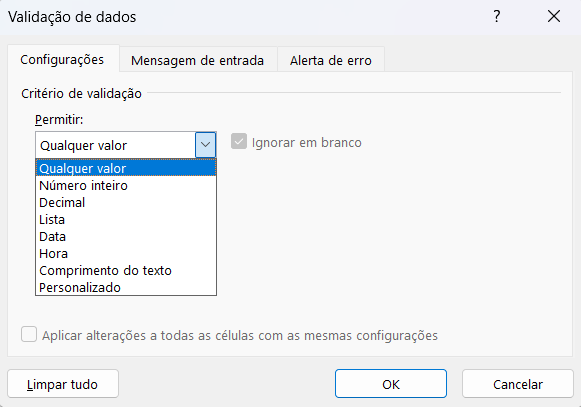 Validação de dados
?
Configurações
Mensagem de entrada
Alerta de erro
Critério de validação
Permitir:
Qualquer valor
Ignorar em branco
Qualquer valor
Número inteiro
Decimal
Lista
Data
Hora
Comprimento do texto
Personalizado
Aplicar alterações a todas as células com as mesmas configurações
Limpar tudo
OK
Cancelar